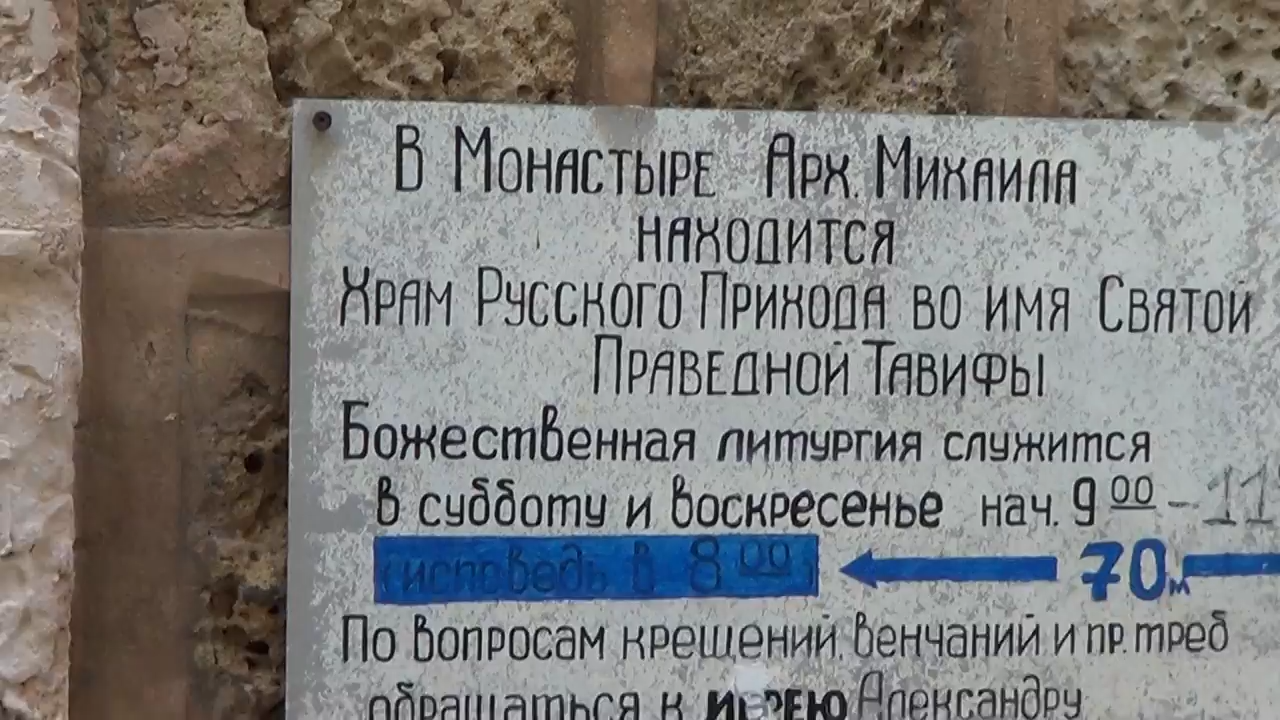 В Монастыре Арх. Михаила
находится
Храм Русского Прихода во имя Святой
Праведной Тавифы
Божественная литургия служится
в субботу и воскресенье нач. 9 00 - 11
(исповедь в 8 00) 70 м
По вопросам крещений, венчаний и пр. треб
обращаться к иерею Александру